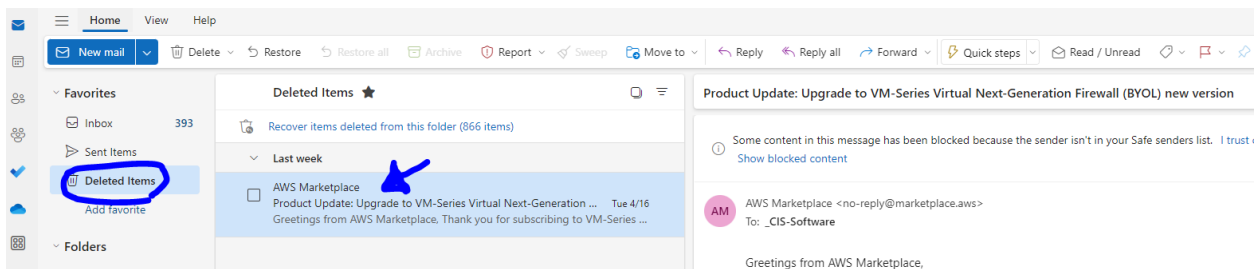 Home View Help
New mail Delete Restore Restore all Archive Report Sweep Move to Reply Reply all Forward Quick steps Read / Unread
Favorites
Inbox 393
Sent Items
Deleted Items
Add favorite
Folders
Deleted Items
Recover items deleted from this folder (866 items)
Last week
AWS Marketplace
Product Update: Upgrade to VM-Series Virtual Next-Generation ... Tue 4/16
Greetings from AWS Marketplace, Thank you for subscribing to VM-Series ...
Product Update: Upgrade to VM-Series Virtual Next-Generation Firewall (BYOL) new version
Some content in this message has been blocked because the sender isn't in your Safe senders list. I trust
Show blocked content
AM
AWS Marketplace <no-reply@marketplace.aws>
To: _CIS-Software
Greetings from AWS Marketplace,